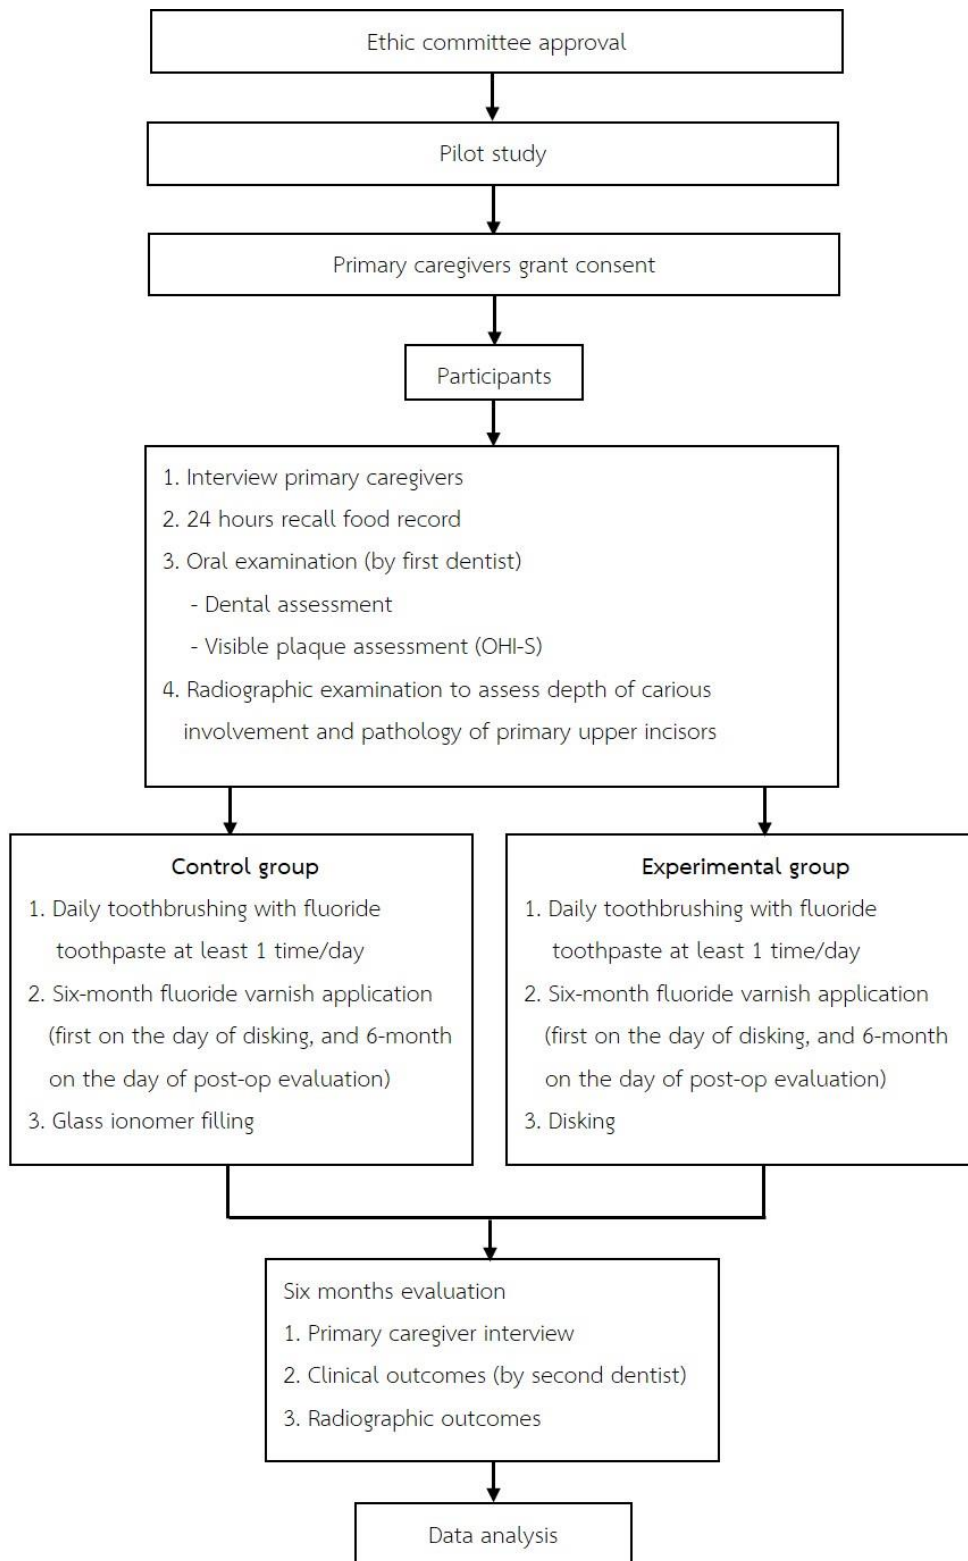 Ethic committee approval
Pilot study
Primary caregivers grant consent
Participants
1. Interview primary caregivers
2. 24 hours recall food record
3. Oral examination (by first dentist)
- Dental assessment
- Visible plaque assessment (OHI-S)
4. Radiographic examination to assess depth of carious
involvement and pathology of primary upper incisors
Control group
1. Daily toothbrushing with fluoride
toothpaste at least 1 time/day
2. Six-month fluoride varnish application
(first on the day of disking, and 6-month
on the day of post-op evaluation)
3. Glass ionomer filling
Experimental group
1. Daily toothbrushing with fluoride
toothpaste at least 1 time/day
2. Six-month fluoride varnish application
(first on the day of disking, and 6-month
on the day of post-op evaluation)
3. Disking
Six months evaluation
1. Primary caregiver interview
2. Clinical outcomes (by second dentist)
3. Radiographic outcomes
Data analysis